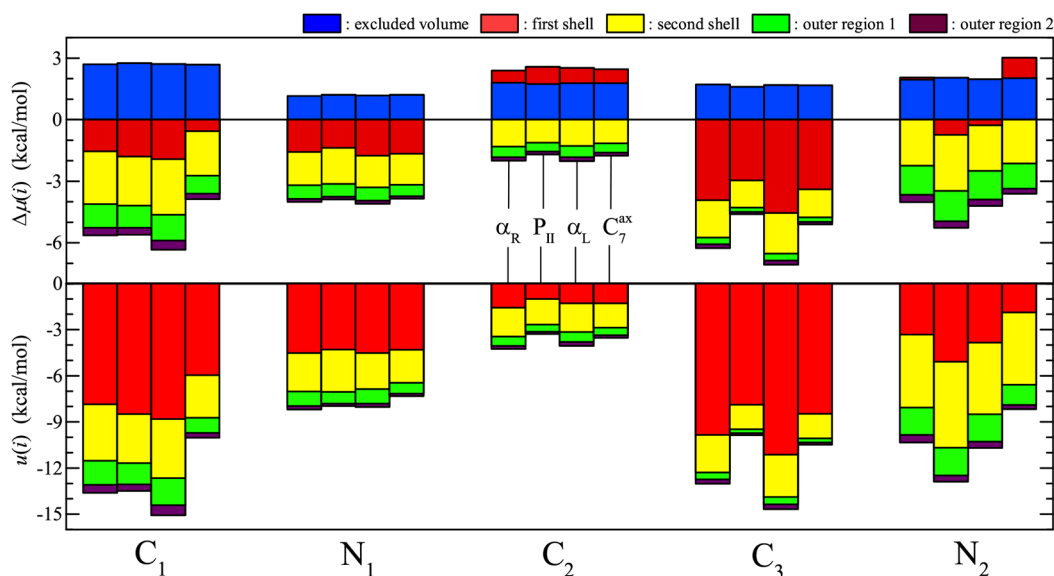 : excluded volume : first shell : second shell : outer region 1 : outer region 2
Δμ(i) (kcal/mol)
3
0
-3
-6
α_R P_II α_L C_7^ax
u(i) (kcal/mol)
0
-3
-6
-9
-12
-15
C_1 N_1 C_2 C_3 N_2